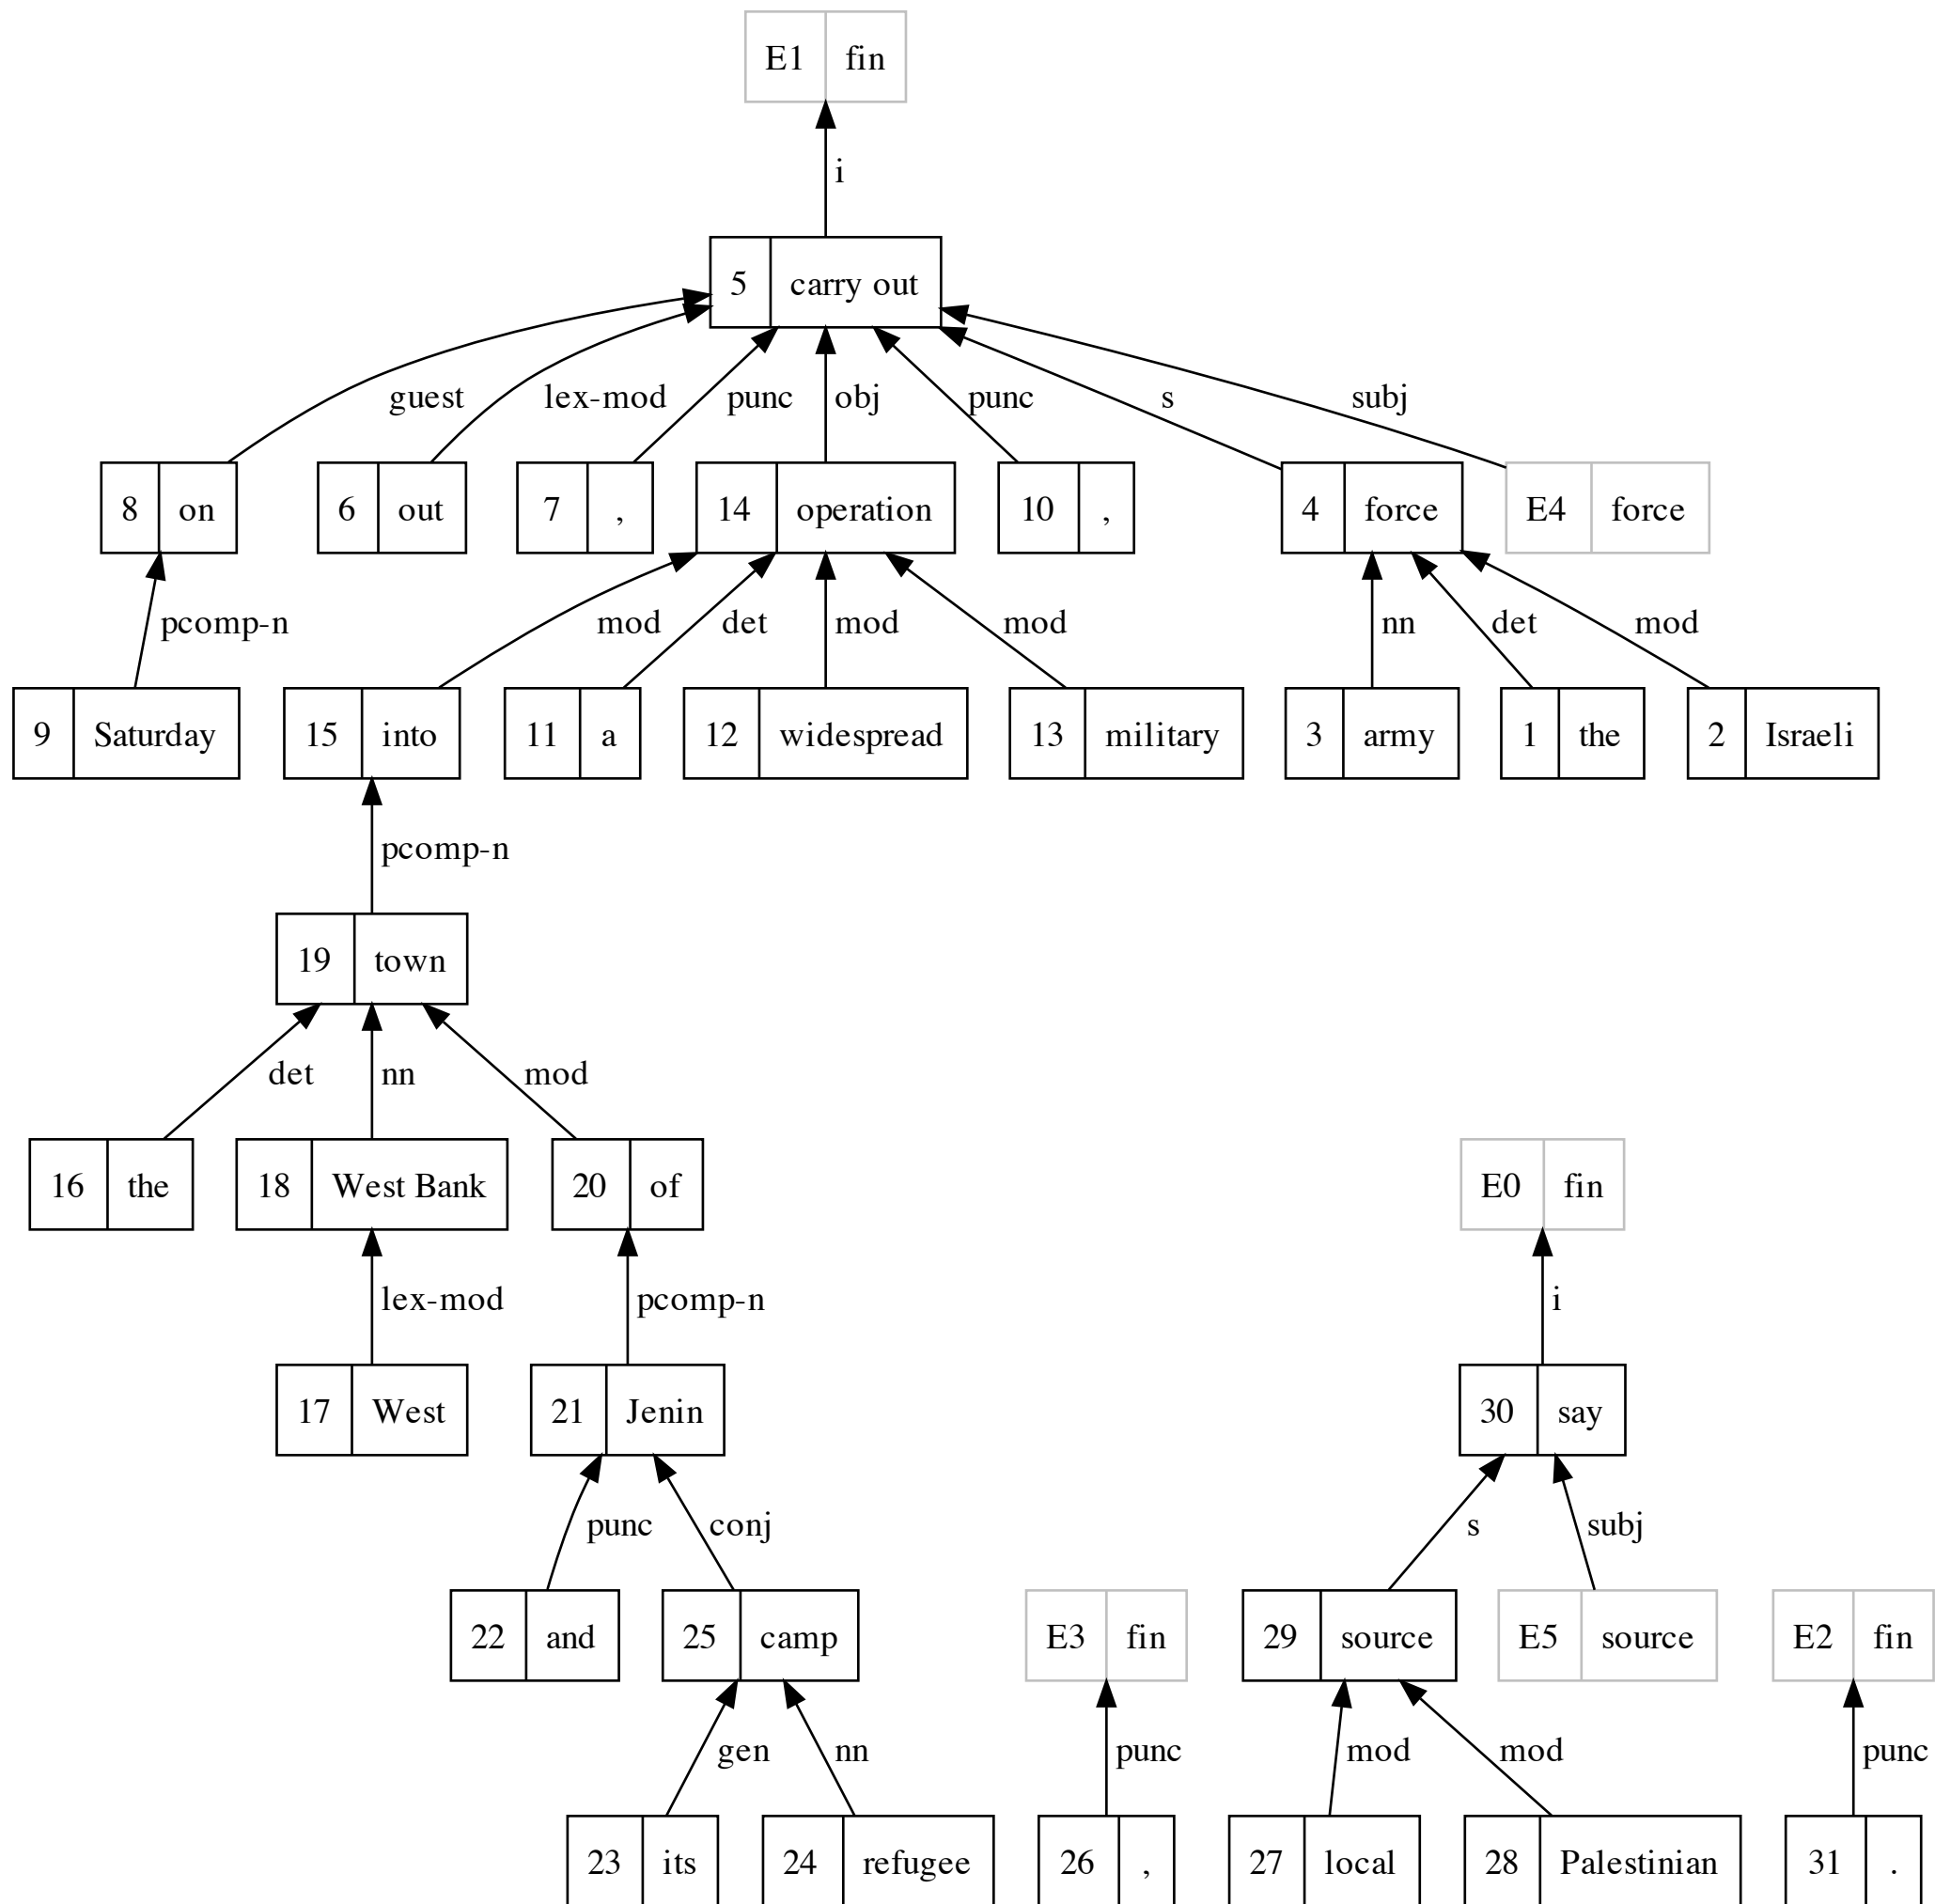 E1 fin
i
5 carry out
guest lex-mod punc obj punc s subj
8 on 6 out 7 , 14 operation 10 , 4 force E4 force
pcomp-n mod det mod mod nn det mod
9 Saturday 15 into 11 a 12 widespread 13 military 3 army 1 the 2 Israeli
pcomp-n
19 town
det nn mod
16 the 18 West Bank 20 of E0 fin
lex-mod pcomp-n i
17 West 21 Jenin 30 say
punc conj s subj
22 and 25 camp E3 fin 29 source E5 source E2 fin
gen nn punc mod mod punc
23 its 24 refugee 26 , 27 local 28 Palestinian 31 .